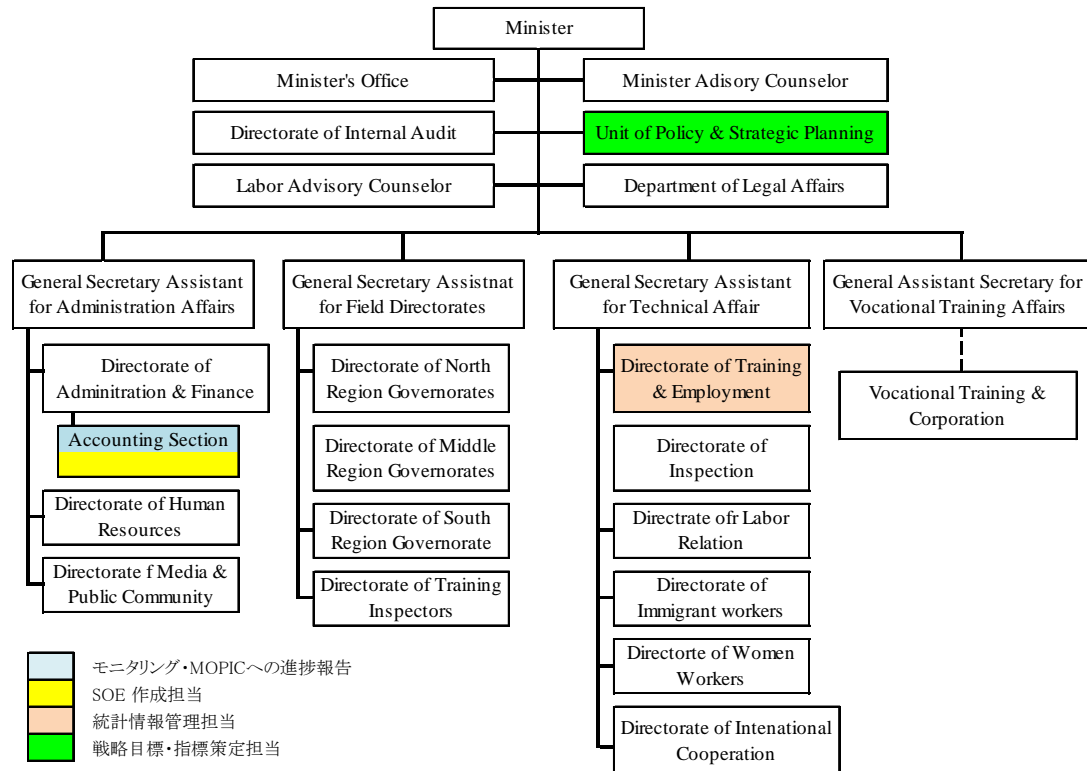 Minister
Minister's Office
Minister Adisory Counselor
Directorate of Internal Audit
Unit of Policy & Strategic Planning
Labor Advisory Counselor
Department of Legal Affairs
General Secretary Assistant
for Administration Affairs
General Secretary Assistnat
for Field Directorates
General Secretary Assistant
for Technical Affair
General Assistant Secretary for
Vocational Training Affairs
Directorate of
Adminitration & Finance
Accounting Section
Directorate of Human
Resources
Directorate f Media &
Public Community
Directorate of North
Region Governorates
Directorate of Middle
Region Governorates
Directorate of South
Region Governorate
Directorate of Training
Inspectors
Directorate of Training
& Employment
Directorate of
Inspection
Directrate ofr Labor
Relation
Directorate of
Immigrant workers
Directorte of Women
Workers
Directorate of Intenational
Cooperation
Vocational Training &
Corporation
モニタリング・MOPICへの進捗報告
SOE 作成担当
統計情報管理担当
戦略目標・指標策定担当